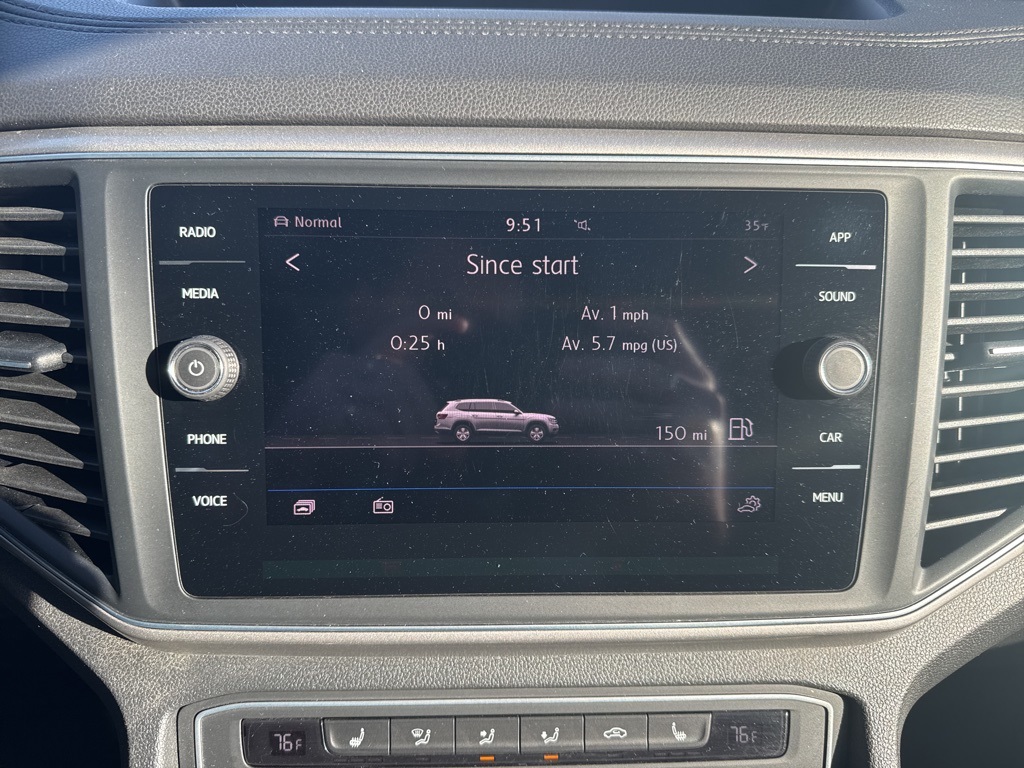 Normal 9:51 35°F
RADIO
APP
< Since start >
MEDIA
SOUND
0 mi Av. 1 mph
0:25 h Av. 5.7 mpg (US)
150 mi
PHONE
CAR
VOICE
MENU
76°F 76°F